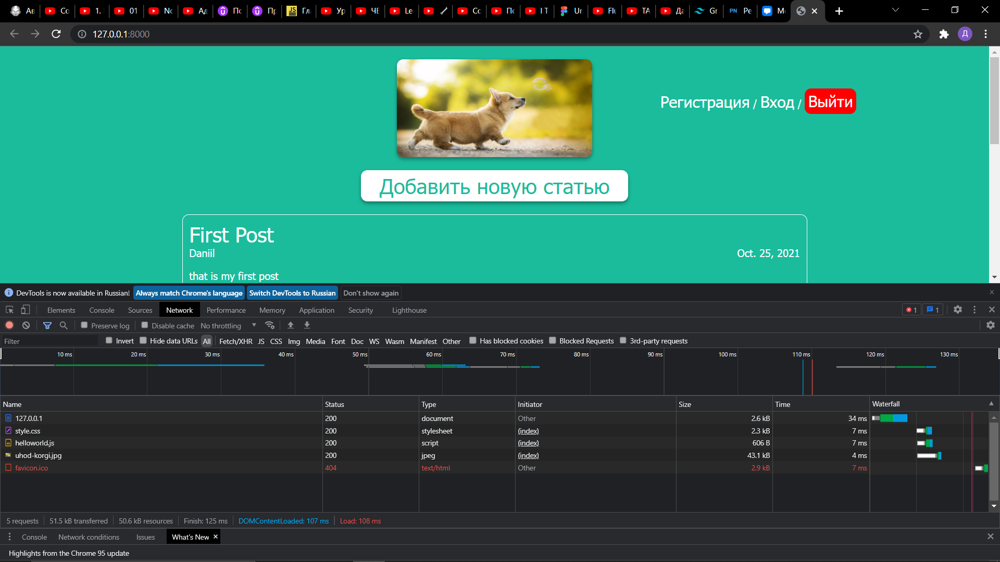 Ав
Со
1.
01
Nc
Ад
Пс
Пр
JS
Гл
Ур
ЧЕ
Le
Сс
Пс
I T
Ur
Flu
ТА
Да
Gr
PN
Ре
Ме
127.0.0.1:8000
Д
Регистрация / Вход / Выйти
Добавить новую статью
First Post
Daniil
Oct. 25, 2021
that is my first post
DevTools is now available in Russian! Always match Chrome's language Switch DevTools to Russian Don't show again
Elements Console Sources Network Performance Memory Application Security Lighthouse 1 1
Preserve log Disable cache No throttling
Filter Invert Hide data URLs All Fetch/XHR JS CSS Img Media Font Doc WS Wasm Manifest Other Has blocked cookies Blocked Requests 3rd-party requests
10 ms 20 ms 30 ms 40 ms 50 ms 60 ms 70 ms 80 ms 90 ms 100 ms 110 ms 120 ms 130 ms
Name Status Type Initiator Size Time Waterfall
127.0.0.1 200 document Other 2.6 kB 34 ms
style.css 200 stylesheet (index) 2.3 kB 7 ms
helloworld.js 200 script (index) 606 B 7 ms
uhod-korgi.jpg 200 jpeg (index) 43.1 kB 4 ms
favicon.ico 404 text/html Other 2.9 kB 7 ms
5 requests 51.5 kB transferred 50.6 kB resources Finish: 125 ms DOMContentLoaded: 107 ms Load: 108 ms
Console Network conditions Issues What's New
Highlights from the Chrome 95 update